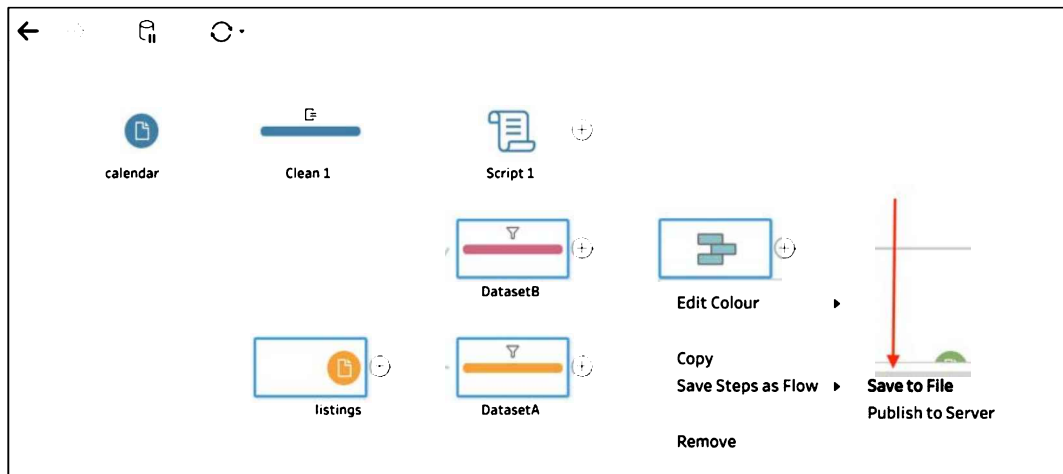 calendar
Clean 1
Script 1
DatasetB
Edit Colour
Copy
Save Steps as Flow
Save to File
Publish to Server
listings
DatasetA
Remove